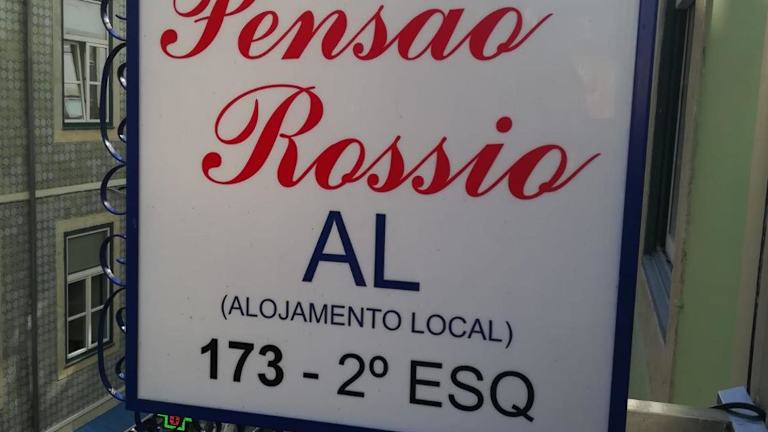 Pensao
Rossio
AL
(ALOJAMENTO LOCAL)
173 - 2º ESQ